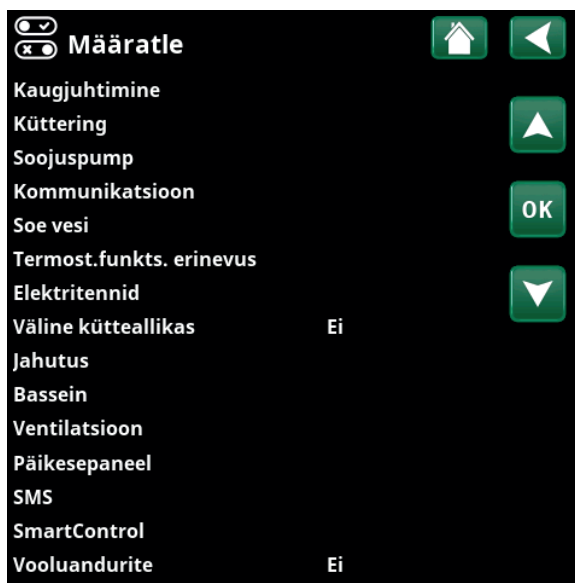 Määratle
Kaugjuhtimine
Küttering
Soojuspump
Kommunikatsioon
OK
Soe vesi
Termost.funkts. erinevus
Elektritennid
Väline kütteallikas Ei
Jahutus
Bassein
Ventilatsioon
Päikesepaneel
SMS
SmartControl
Vooluandurite Ei